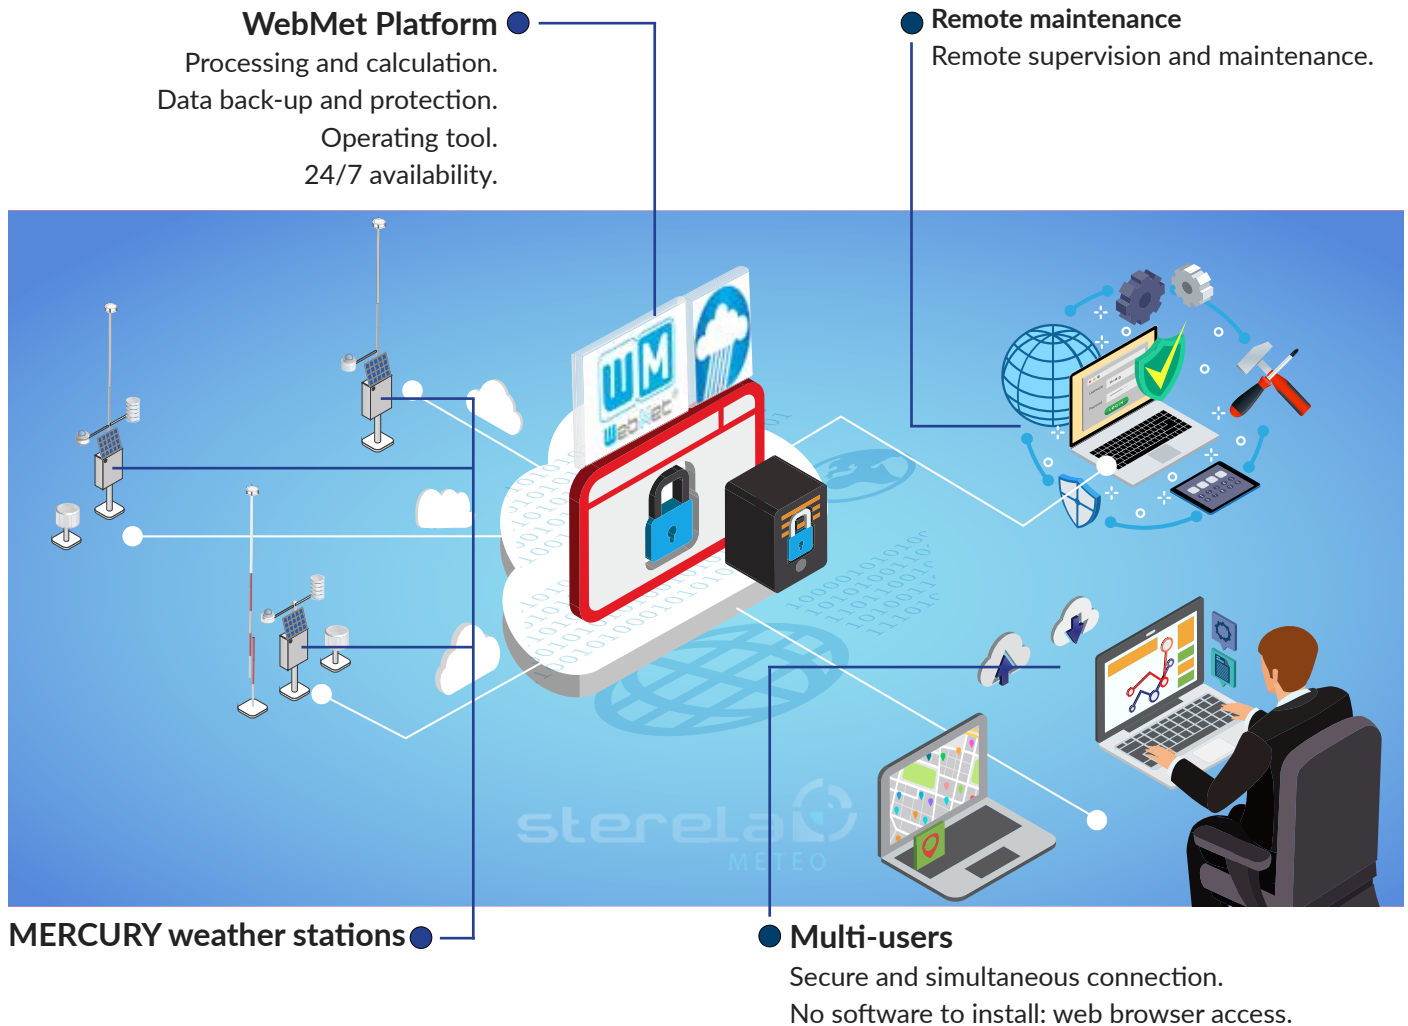 WebMet Platform
Processing and calculation.
Data back-up and protection.
Operating tool.
24/7 availability.
Remote maintenance
Remote supervision and maintenance.
WM
sterela
METEO
MERCURY weather stations
Multi-users
Secure and simultaneous connection.
No software to install: web browser access.